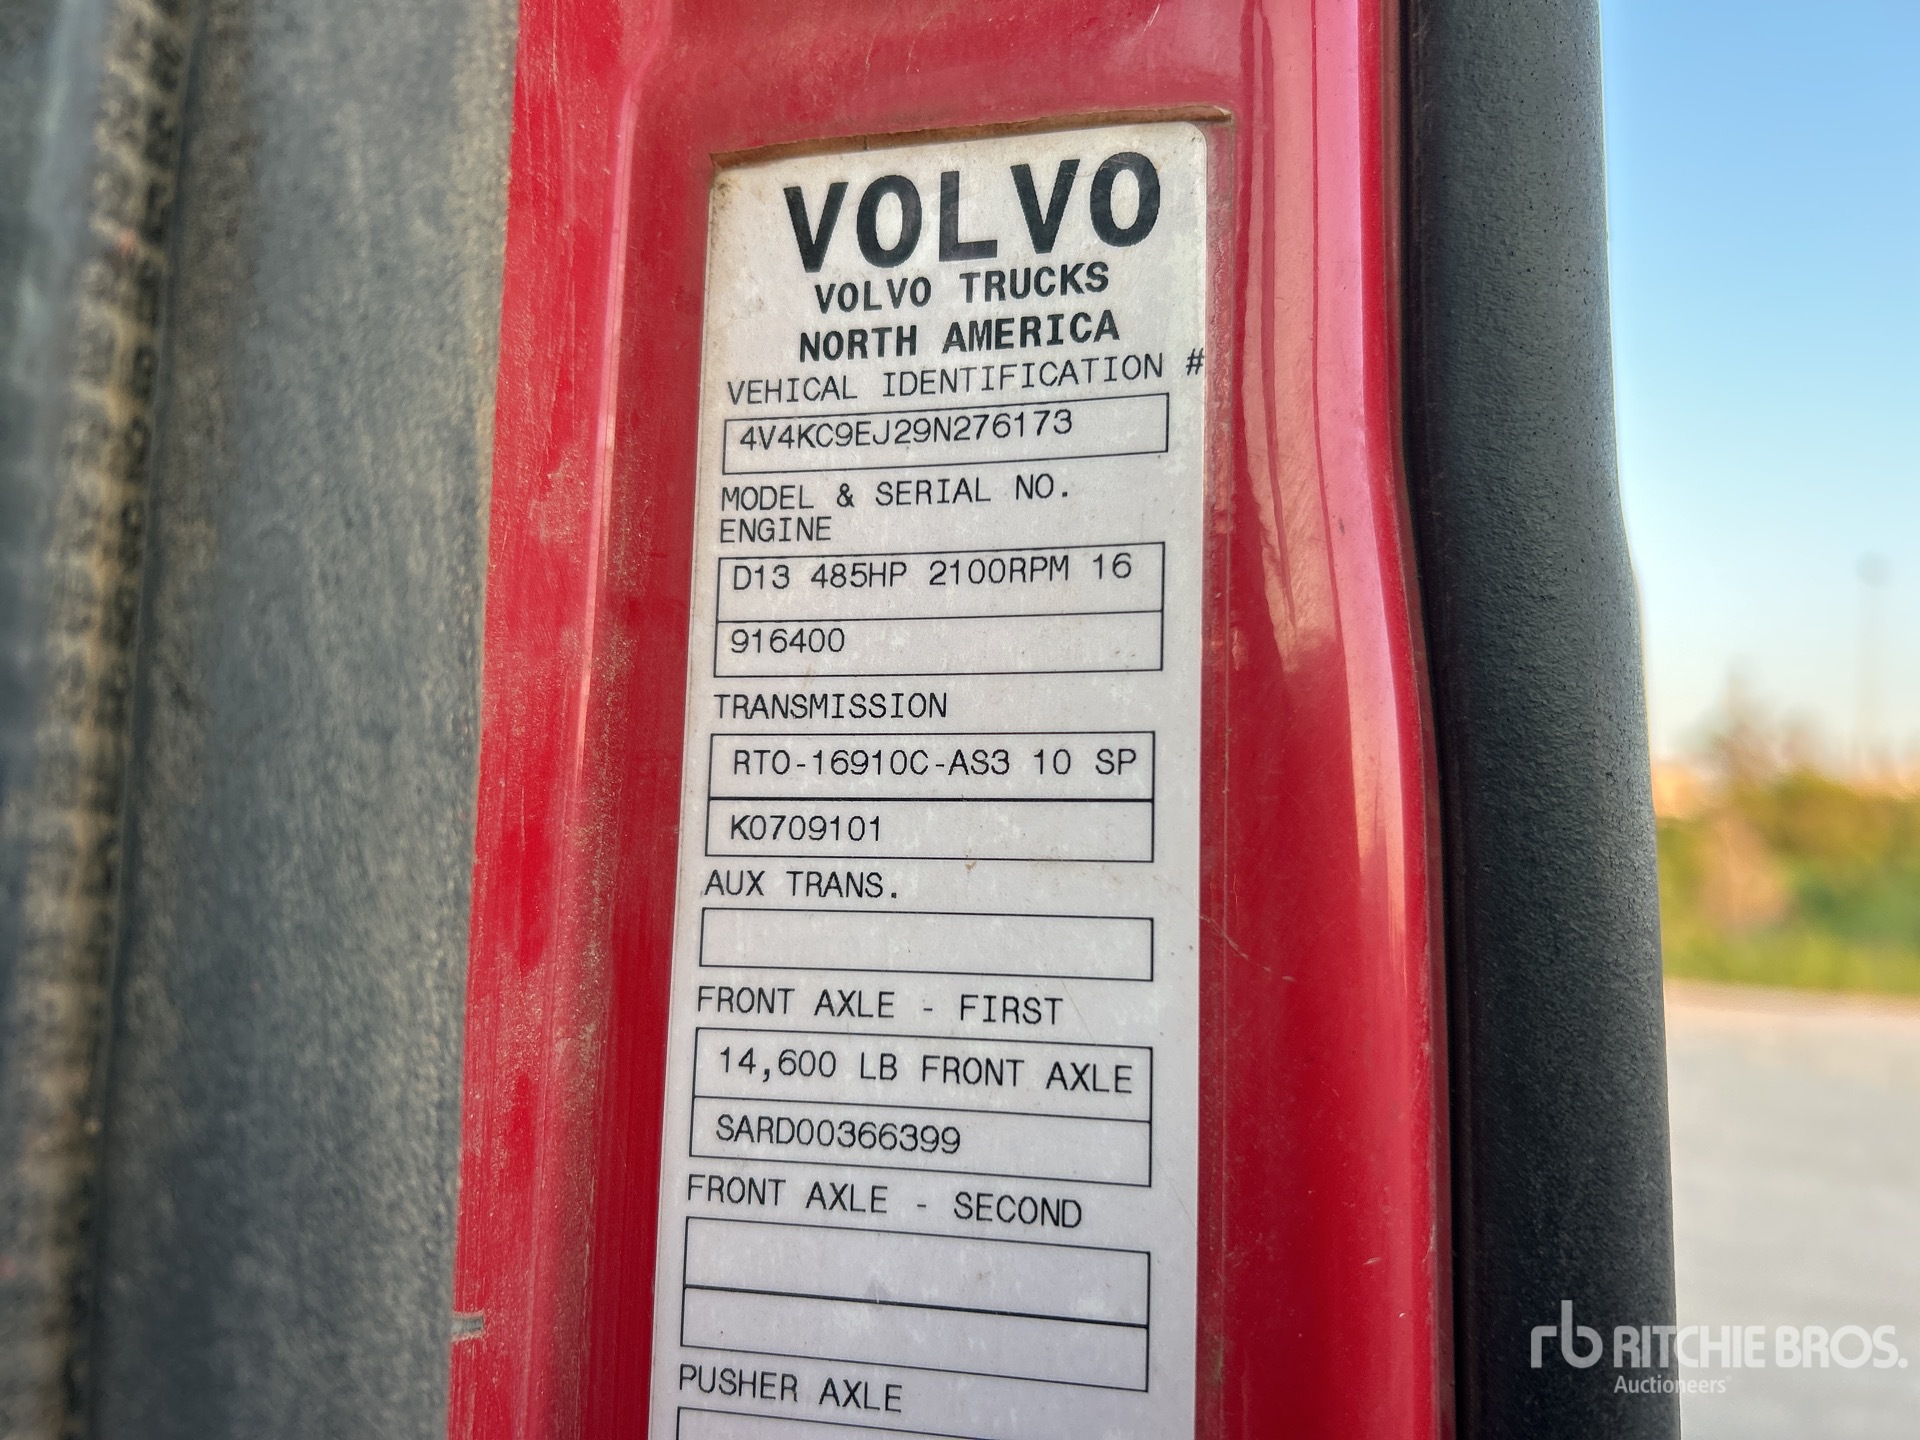 VOLVO
VOLVO TRUCKS
NORTH AMERICA
VEHICAL IDENTIFICATION #
4V4KC9EJ29N276173
MODEL & SERIAL NO.
ENGINE
D13 485HP 2100RPM 16
916400
TRANSMISSION
RTO-16910C-AS3 10 SP
K0709101
AUX TRANS.
FRONT AXLE - FIRST
14,600 LB FRONT AXLE
SARD00366399
FRONT AXLE - SECOND
PUSHER AXLE
rb RITCHIE BROS.
Auctioneers